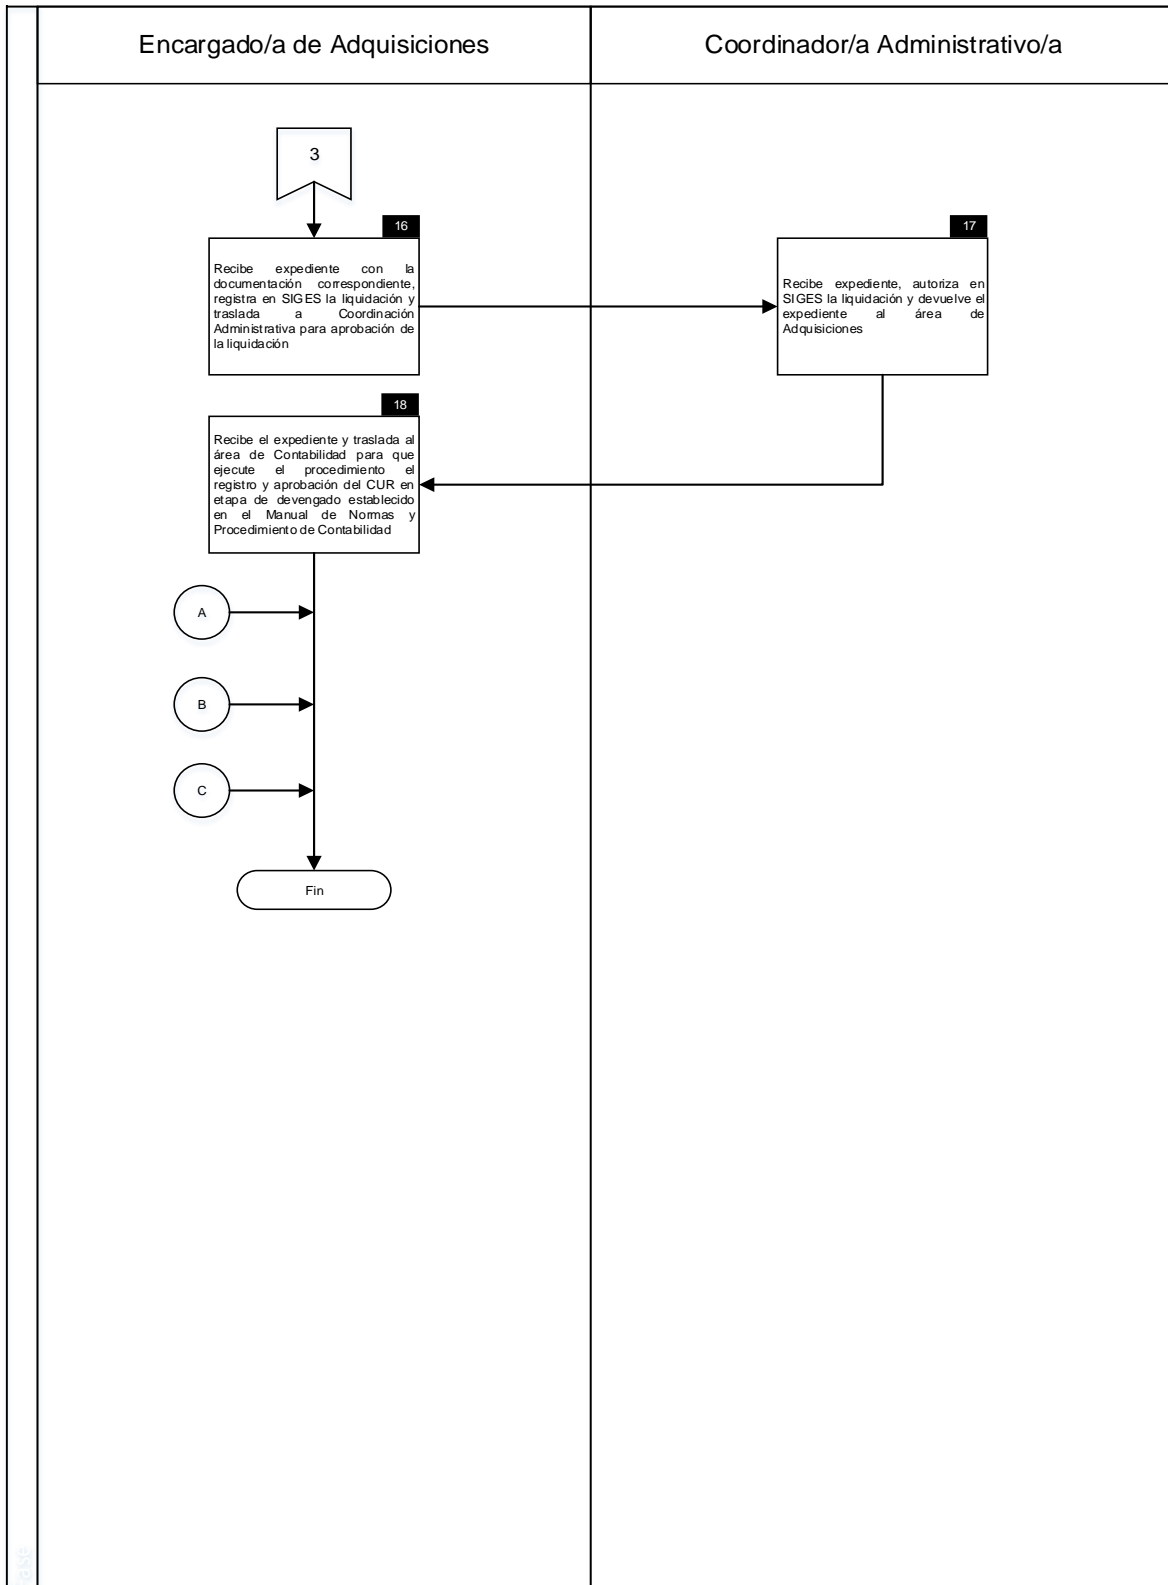 Encargado/a de Adquisiciones
Coordinador/a Administrativo/a
3
16
Recibe expediente con la
documentación correspondiente,
registra en SIGES la liquidación y
traslada a Coordinación
Administrativa para aprobación de
la liquidación
17
Recibe expediente, autoriza en
SIGES la liquidación y devuelve el
expediente al área de
Adquisiciones
18
Recibe el expediente y traslada al
área de Contabilidad para que
ejecute el procedimiento el
registro y aprobación del CUR en
etapa de devengado establecido
en el Manual de Normas y
Procedimiento de Contabilidad
A
B
C
Fin